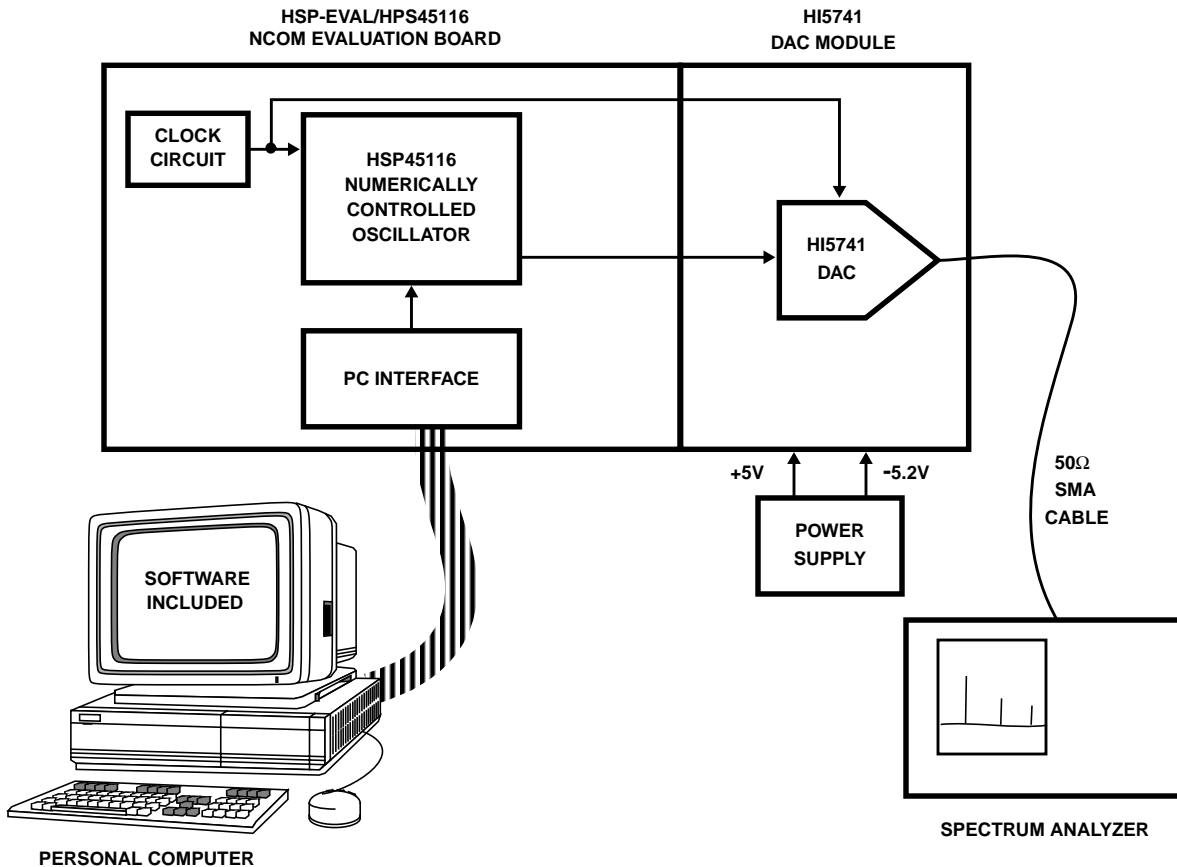 HSP-EVAL/HPS45116
NCOM EVALUATION BOARD
HI5741
DAC MODULE
CLOCK
CIRCUIT
HSP45116
NUMERICALLY
CONTROLLED
OSCILLATOR
HI5741
DAC
PC INTERFACE
+5V
-5.2V
50Ω
SMA
CABLE
POWER
SUPPLY
SOFTWARE
INCLUDED
SPECTRUM ANALYZER
PERSONAL COMPUTER